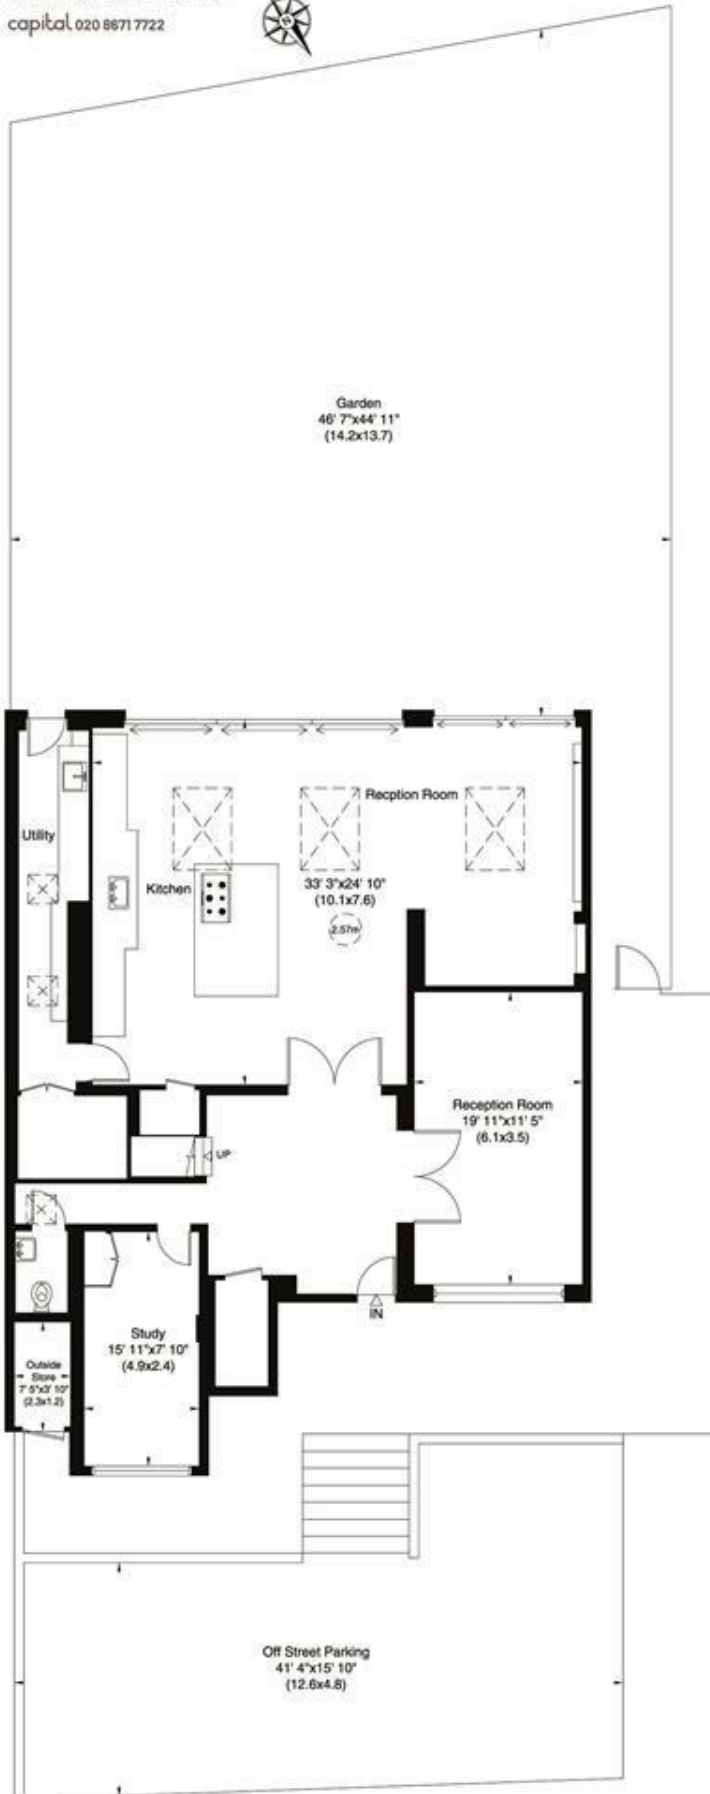 capital 020 8671 7722
Garden
46' 7"x44' 11"
(14.2x13.7)
Recption Room
Utility
Kitchen
33' 3"x24' 10"
(10.1x7.6)
2.57m
Reception Room
19' 11"x11' 5"
(6.1x3.5)
UP
IN
Study
15' 11"x7' 10"
(4.9x2.4)
Outside
Store
7' 5"x3' 10"
(2.3x1.2)
Off Street Parking
41' 4"x15' 10"
(12.6x4.8)